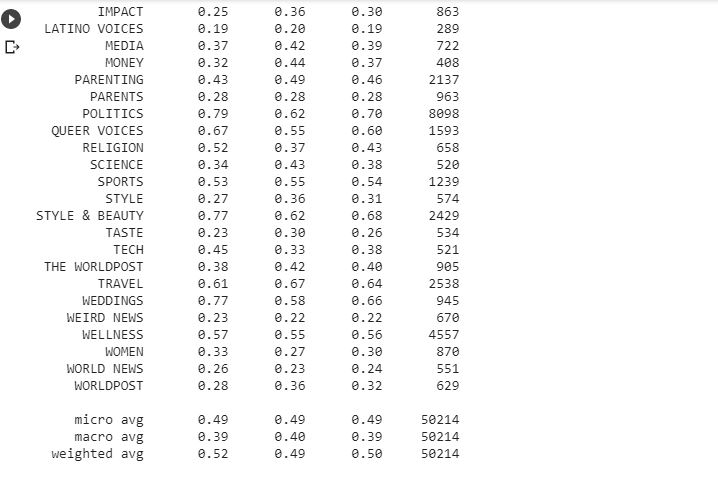 IMPACT 0.25 0.36 0.30 863
LATINO VOICES 0.19 0.20 0.19 289
MEDIA 0.37 0.42 0.39 722
MONEY 0.32 0.44 0.37 408
PARENTING 0.43 0.49 0.46 2137
PARENTS 0.28 0.28 0.28 963
POLITICS 0.79 0.62 0.70 8098
QUEER VOICES 0.67 0.55 0.60 1593
RELIGION 0.52 0.37 0.43 658
SCIENCE 0.34 0.43 0.38 520
SPORTS 0.53 0.55 0.54 1239
STYLE 0.27 0.36 0.31 574
STYLE & BEAUTY 0.77 0.62 0.68 2429
TASTE 0.23 0.30 0.26 534
TECH 0.45 0.33 0.38 521
THE WORLDPOST 0.38 0.42 0.40 905
TRAVEL 0.61 0.67 0.64 2538
WEDDINGS 0.77 0.58 0.66 945
WEIRD NEWS 0.23 0.22 0.22 670
WELLNESS 0.57 0.55 0.56 4557
WOMEN 0.33 0.27 0.30 870
WORLD NEWS 0.26 0.23 0.24 551
WORLDPOST 0.28 0.36 0.32 629
micro avg 0.49 0.49 0.49 50214
macro avg 0.39 0.40 0.39 50214
weighted avg 0.52 0.49 0.50 50214